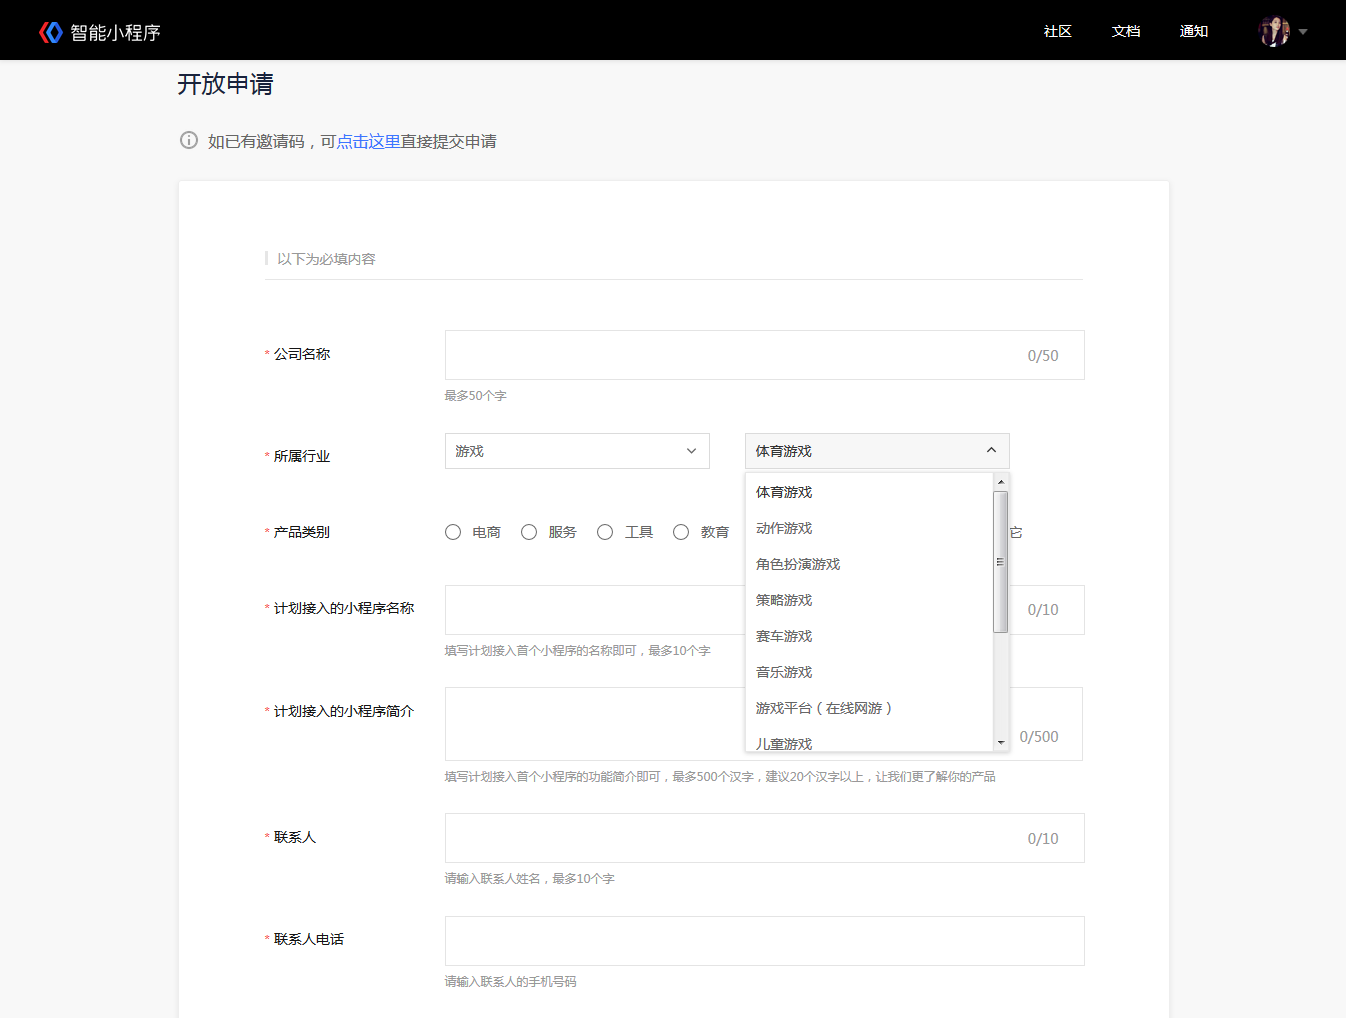 智能小程序
社区
文档
通知
开放申请
如已有邀请码，可点击这里直接提交申请
以下为必填内容
* 公司名称
0/50
最多50个字
* 所属行业
游戏
体育游戏
体育游戏
动作游戏
角色扮演游戏
策略游戏
赛车游戏
音乐游戏
游戏平台（在线网游）
儿童游戏
* 产品类别
电商
服务
工具
教育
它
* 计划接入的小程序名称
0/10
填写计划接入首个小程序的名称即可，最多10个字
* 计划接入的小程序简介
0/500
填写计划接入首个小程序的功能简介即可，最多500个汉字，建议20个汉字以上，让我们更了解你的产品
* 联系人
0/10
请输入联系人姓名，最多10个字
* 联系人电话
请输入联系人的手机号码